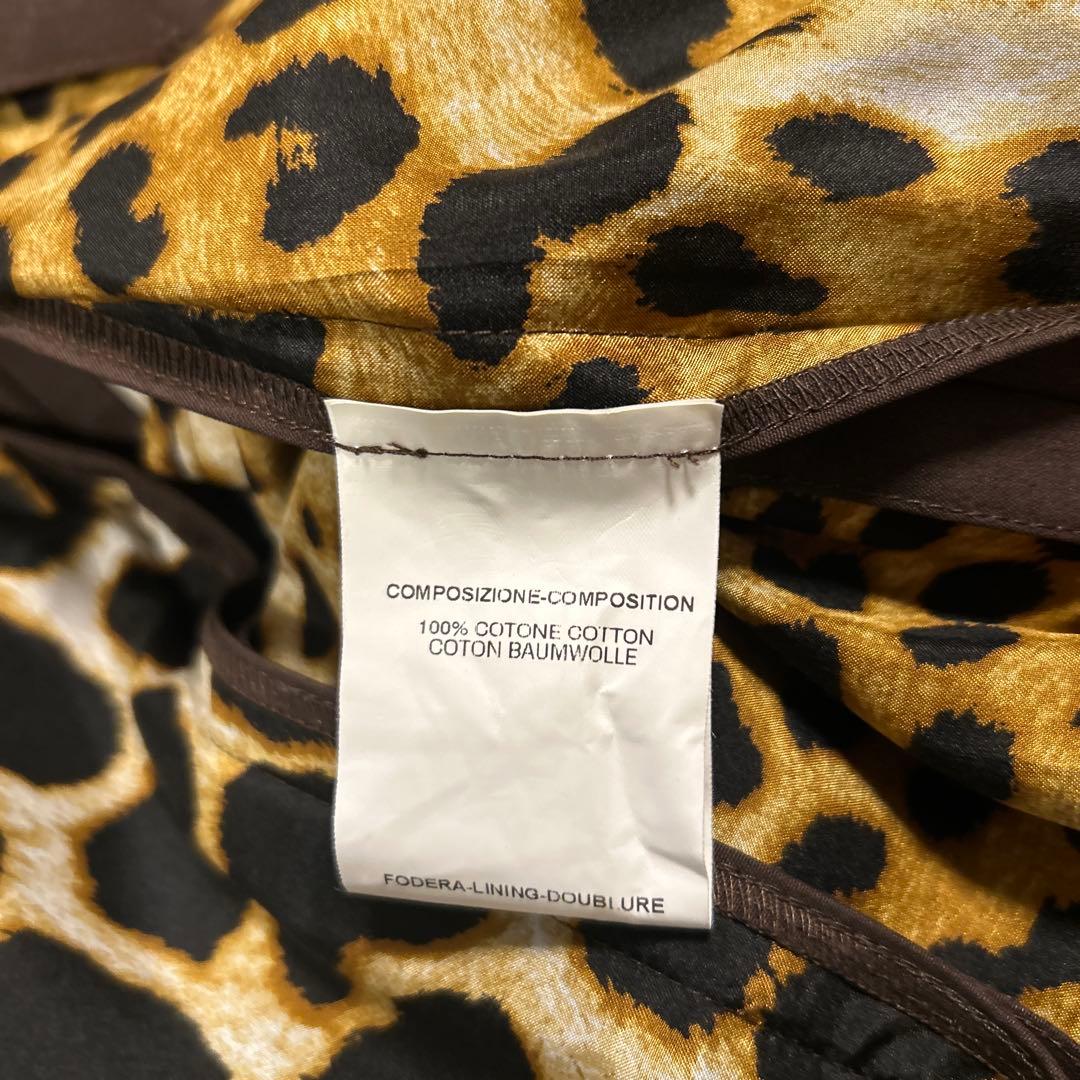 COMPOSIZIONE-COMPOSITION
100% COTONE COTTON
COTON BAUMWOLLE
FODERA-LINING-DOUBLURE